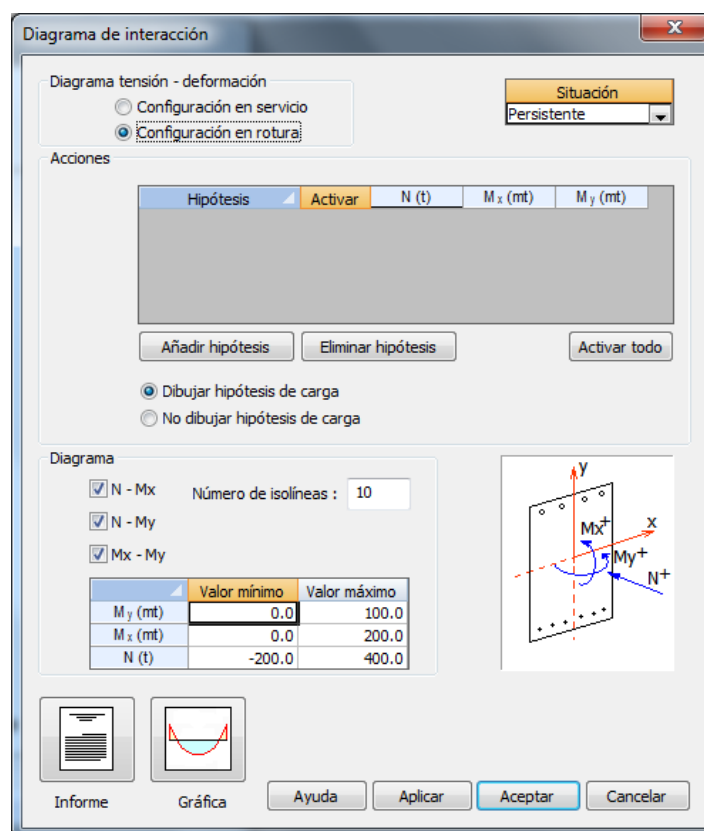 Diagrama de interacción
x
Diagrama tensión - deformación
Configuración en servicio
Configuración en rotura
Situación
Persistente
Acciones
Hipótesis Activar N (t) Mx (mt) My (mt)
Añadir hipótesis Eliminar hipótesis Activar todo
Dibujar hipótesis de carga
No dibujar hipótesis de carga
Diagrama
N - Mx Número de isolíneas : 10
N - My
Mx - My
Valor mínimo Valor máximo
My (mt) 0.0 100.0
Mx (mt) 0.0 200.0
N (t) -200.0 400.0
y
x
Mx+
My+
N+
Informe Gráfica Ayuda Aplicar Aceptar Cancelar